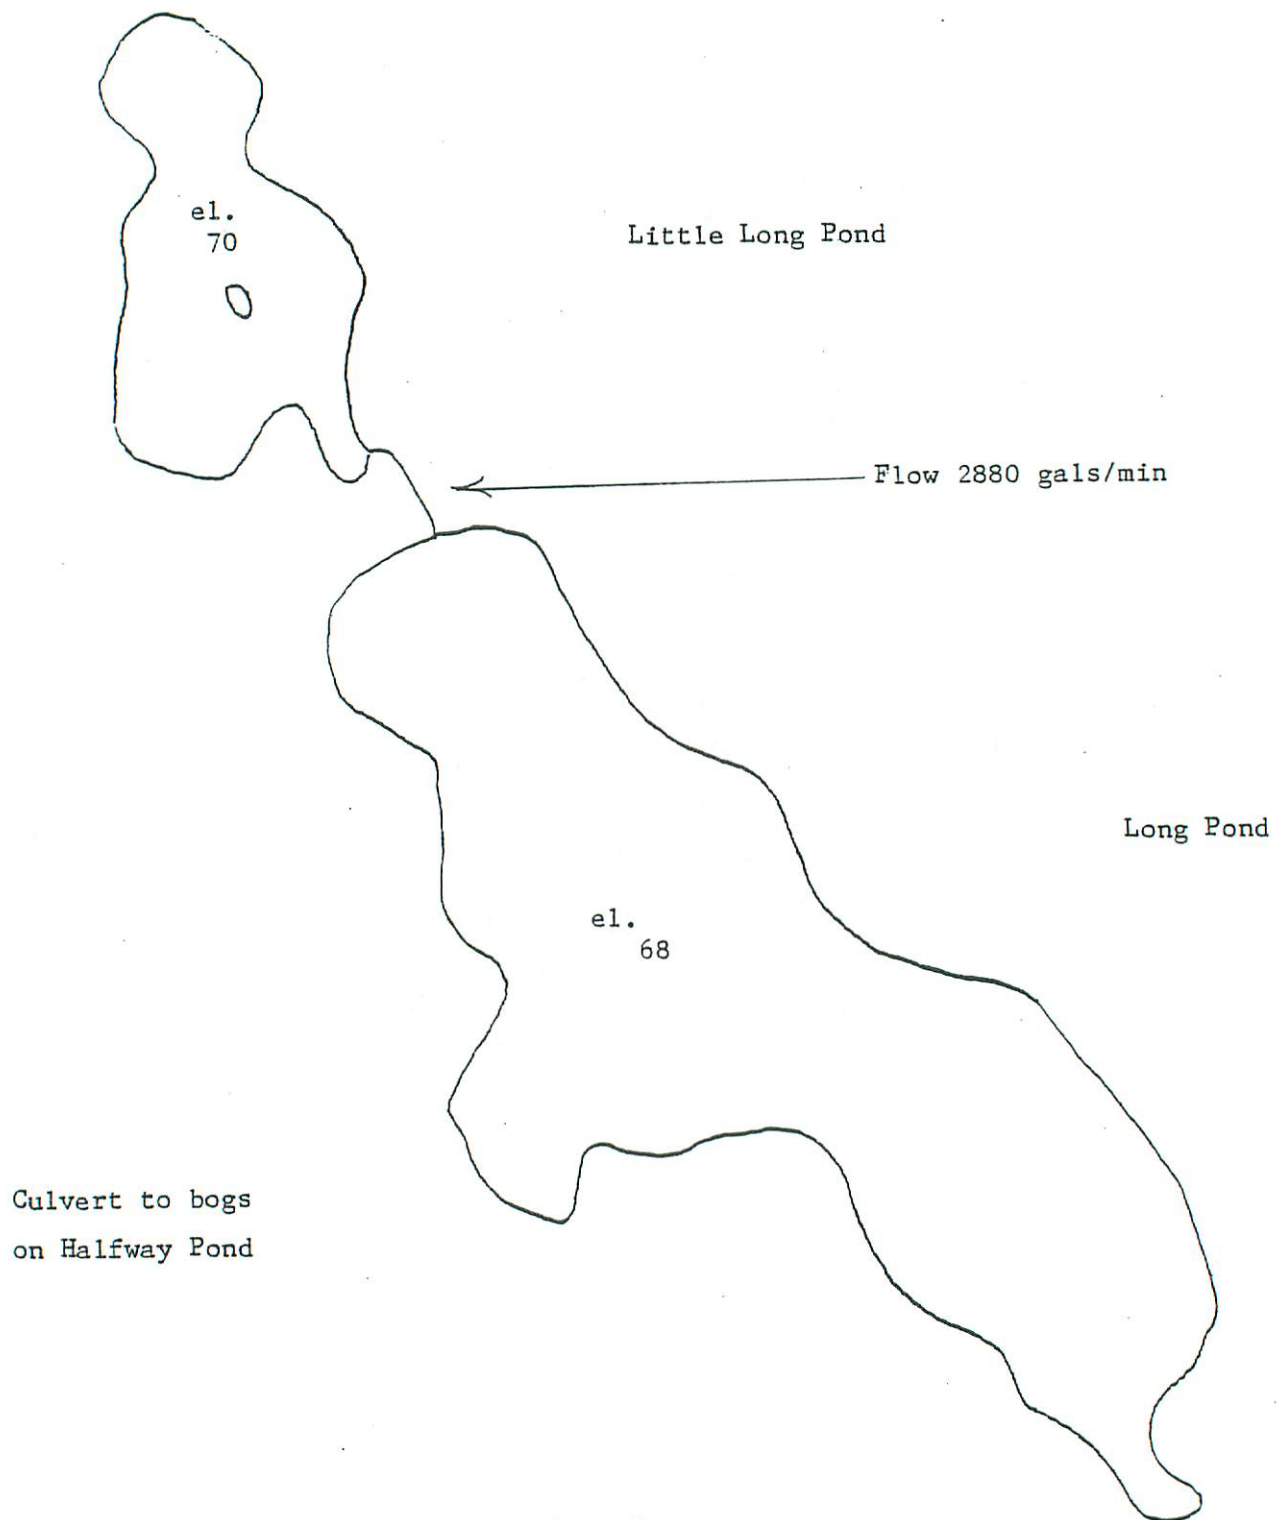 el.
70
Little Long Pond
Flow 2880 gals/min
Long Pond
el.
68
Culvert to bogs
on Halfway Pond